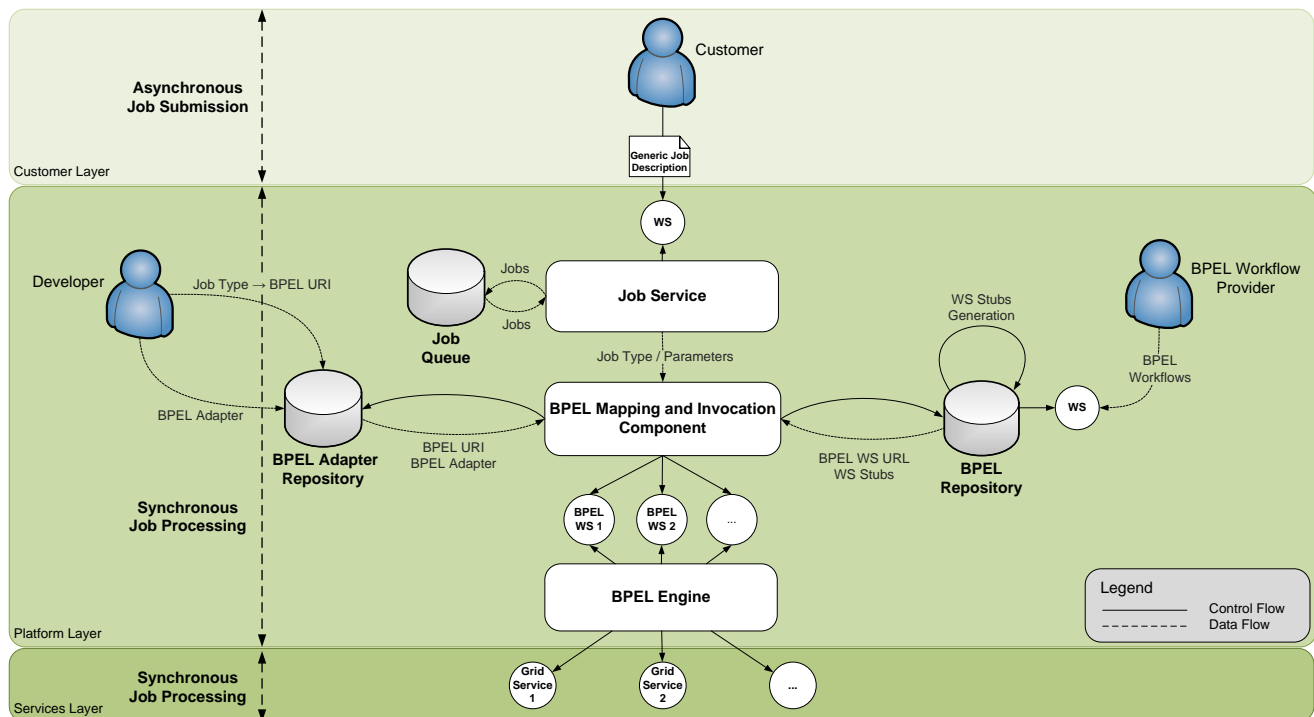 Customer
Asynchronous
Job Submission
Generic Job
Description
Customer Layer
WS
Developer
Job Type → BPEL URI
Jobs
Jobs
Job
Queue
Job Service
BPEL Workflow
Provider
WS Stubs
Generation
Job Type / Parameters
BPEL
Workflows
BPEL Adapter
BPEL Mapping and Invocation
Component
WS
BPEL URI
BPEL Adapter
BPEL Adapter
Repository
BPEL WS URL
WS Stubs
BPEL
Repository
Synchronous
Job Processing
BPEL
WS 1
BPEL
WS 2
...
BPEL Engine
Legend
Control Flow
Data Flow
Platform Layer
Synchronous
Job Processing
Grid
Service
1
Grid
Service
2
...
Services Layer